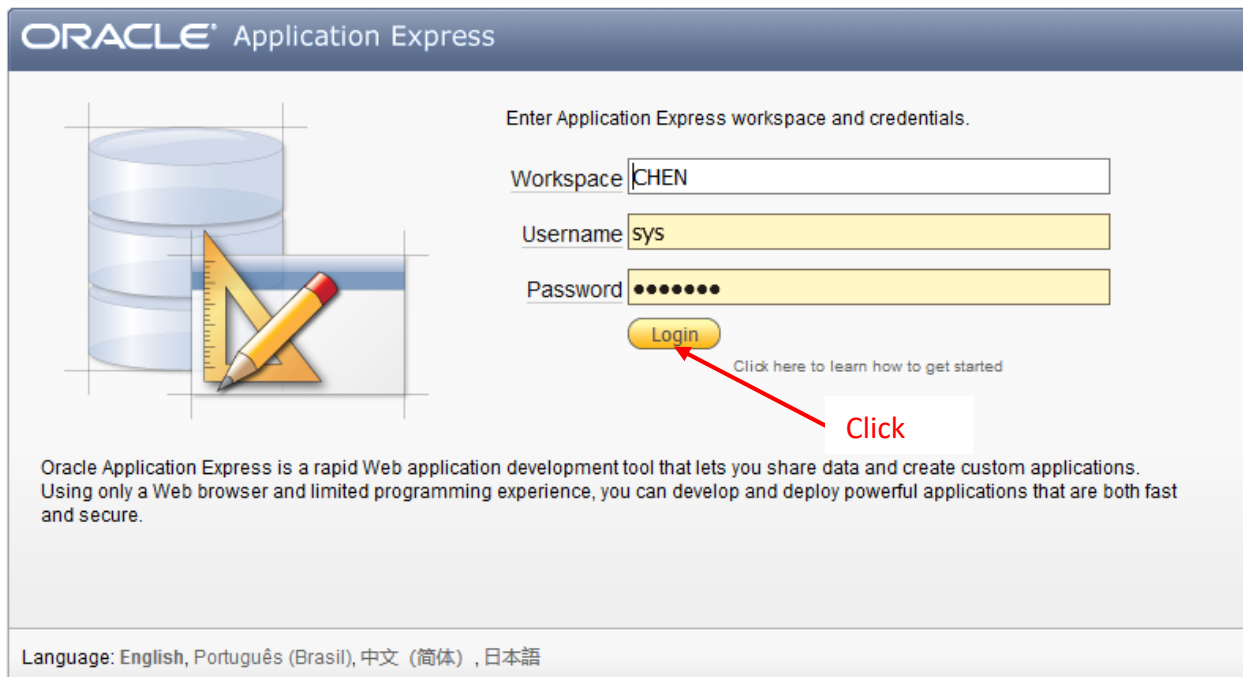 ORACLE Application Express
Enter Application Express workspace and credentials.
Workspace CHEN
Username sys
Password •••••••
Login
Click here to learn how to get started
Click
Oracle Application Express is a rapid Web application development tool that lets you share data and create custom applications.
Using only a Web browser and limited programming experience, you can develop and deploy powerful applications that are both fast
and secure.
Language: English, Português (Brasil), 中文 (简体) , 日本語